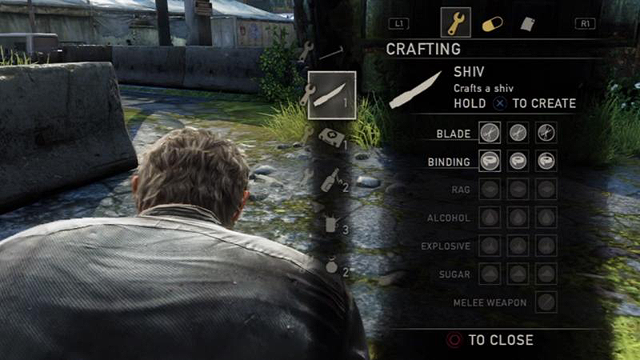 L1
R1
CRAFTING
SHIV
Crafts a shiv
HOLD X TO CREATE
1
BLADE
1
BINDING
2
RAG
3
ALCOHOL
EXPLOSIVE
2
SUGAR
MELEE WEAPON
TO CLOSE